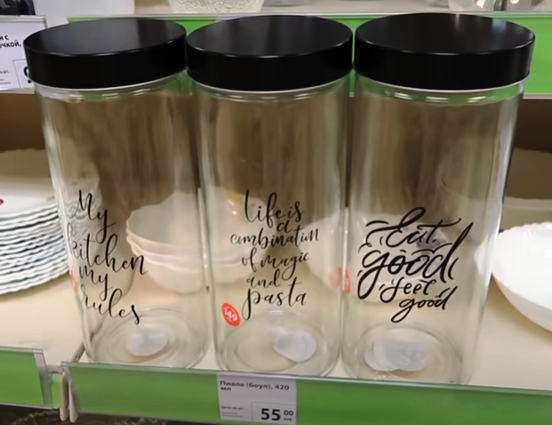 My
kitchen
my
rules
Life is
a
combination
of magic
and
pasta
Eat
good
feel
good
Пиала (боул), 420
мл
55 00